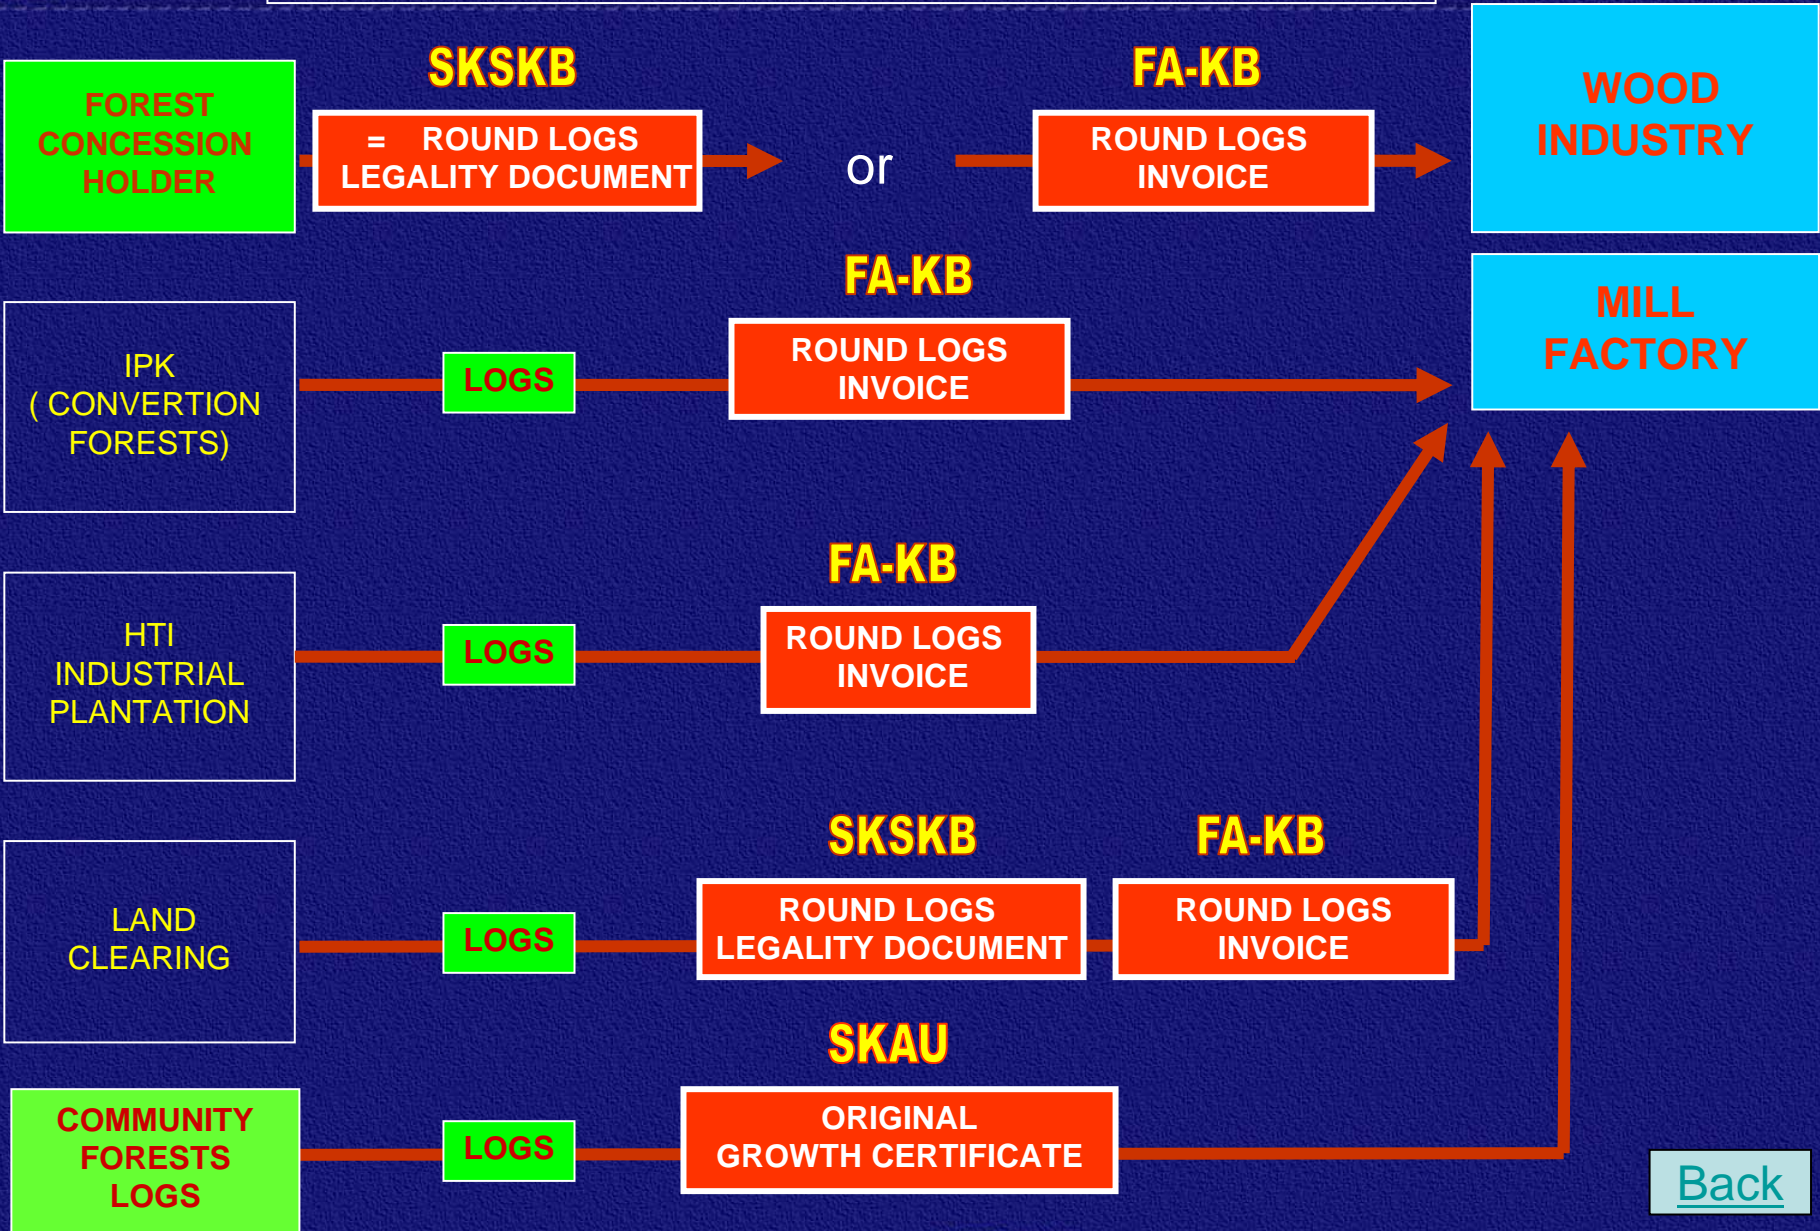 SKSKB
FA-KB
WOOD
INDUSTRY
FOREST
CONCESSION
HOLDER
= ROUND LOGS
LEGALITY DOCUMENT
or
ROUND LOGS
INVOICE
FA-KB
MILL
FACTORY
IPK
( CONVERTION
FORESTS)
LOGS
ROUND LOGS
INVOICE
FA-KB
HTI
INDUSTRIAL
PLANTATION
LOGS
ROUND LOGS
INVOICE
SKSKB
FA-KB
LAND
CLEARING
LOGS
ROUND LOGS
LEGALITY DOCUMENT
ROUND LOGS
INVOICE
SKAU
COMMUNITY
FORESTS
LOGS
LOGS
ORIGINAL
GROWTH CERTIFICATE
Back